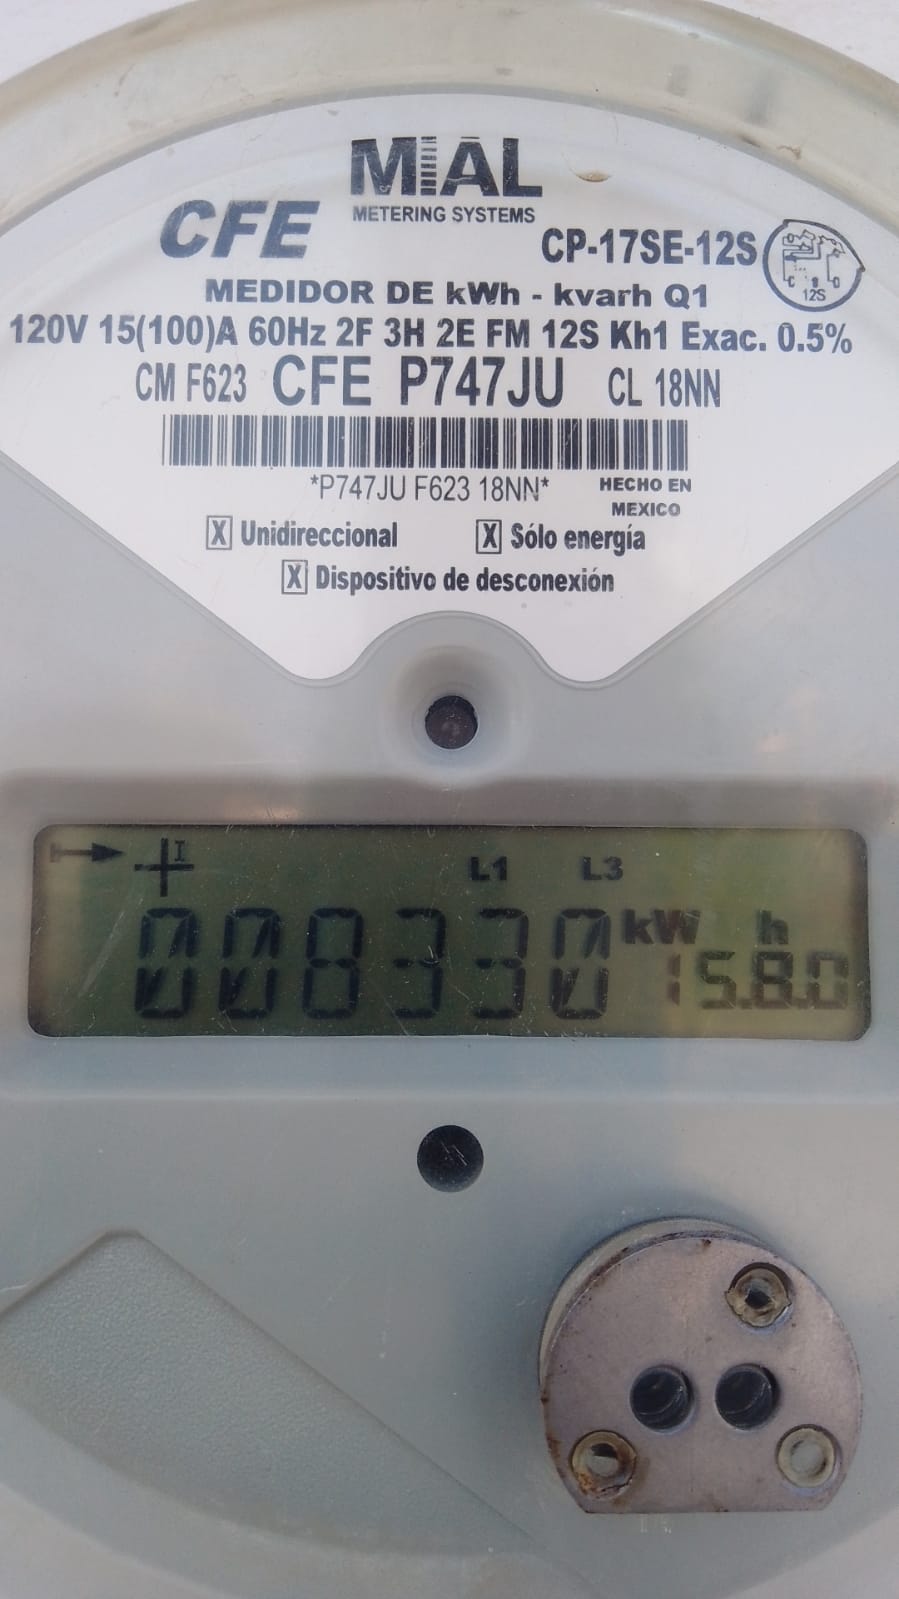 MIAL
METERING SYSTEMS
CFE
CP-17SE-12S
12S
MEDIDOR DE kWh - kvarh Q1
120V 15(100)A 60Hz 2F 3H 2E FM 12S Kh1 Exac. 0.5%
CM F623 CFE P747JU CL 18NN
*P747JU F623 18NN*
HECHO EN
MEXICO
X Unidireccional X Sólo energía
X Dispositivo de desconexión
I L1 L3
008330 kW h 15.8.0